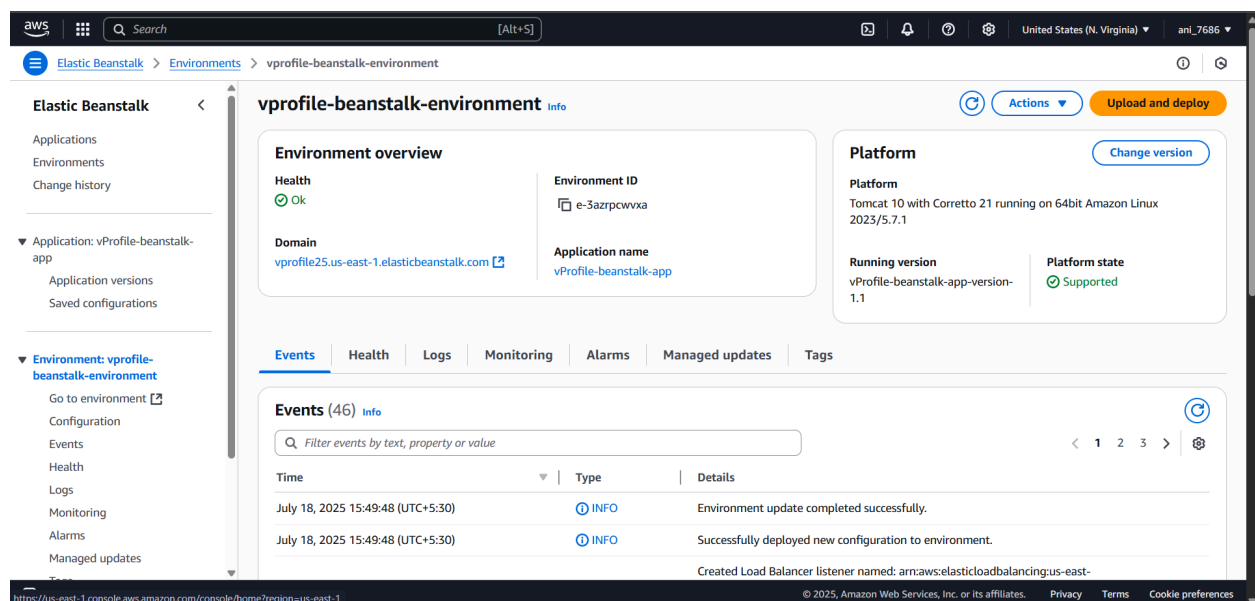 aws
Search
[Alt+S]
United States (N. Virginia)
ani_7686
Elastic Beanstalk > Environments > vprofile-beanstalk-environment
Elastic Beanstalk
Applications
Environments
Change history
Application: vProfile-beanstalk-
app
Application versions
Saved configurations
Environment: vprofile-
beanstalk-environment
Go to environment
Configuration
Events
Health
Logs
Monitoring
Alarms
Managed updates
vprofile-beanstalk-environment Info
Actions
Upload and deploy
Environment overview
Health
Ok
Domain
vprofile25.us-east-1.elasticbeanstalk.com
Environment ID
e-3azrpcwvxa
Application name
vProfile-beanstalk-app
Platform
Change version
Platform
Tomcat 10 with Corretto 21 running on 64bit Amazon Linux
2023/5.7.1
Running version
vProfile-beanstalk-app-version-
1.1
Platform state
Supported
Events Health Logs Monitoring Alarms Managed updates Tags
Events (46) Info
Filter events by text, property or value
< 1 2 3 >
Time Type Details
July 18, 2025 15:49:48 (UTC+5:30) INFO Environment update completed successfully.
July 18, 2025 15:49:48 (UTC+5:30) INFO Successfully deployed new configuration to environment.
Created Load Balancer listener named: arn:aws:elasticloadbalancing:us-east-
https://us-east-1.console.aws.amazon.com/console/home?region=us-east-1
© 2025, Amazon Web Services, Inc. or its affiliates. Privacy Terms Cookie preferences